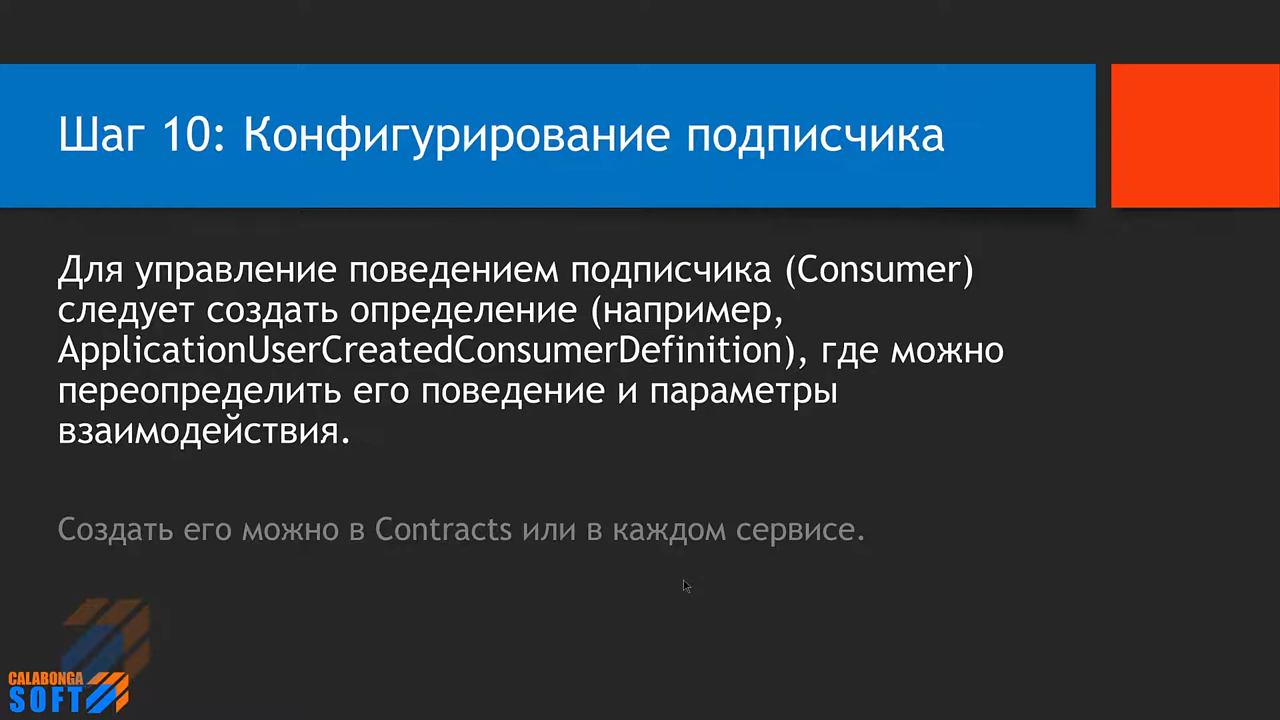 Шаг 10: Конфигурирование подписчика
Для управление поведением подписчика (Consumer)
следует создать определение (например,
ApplicationUserCreatedConsumerDefinition), где можно
переопределить его поведение и параметры
взаимодействия.
Создать его можно в Contracts или в каждом сервисе.
CALABONGA
SOFT